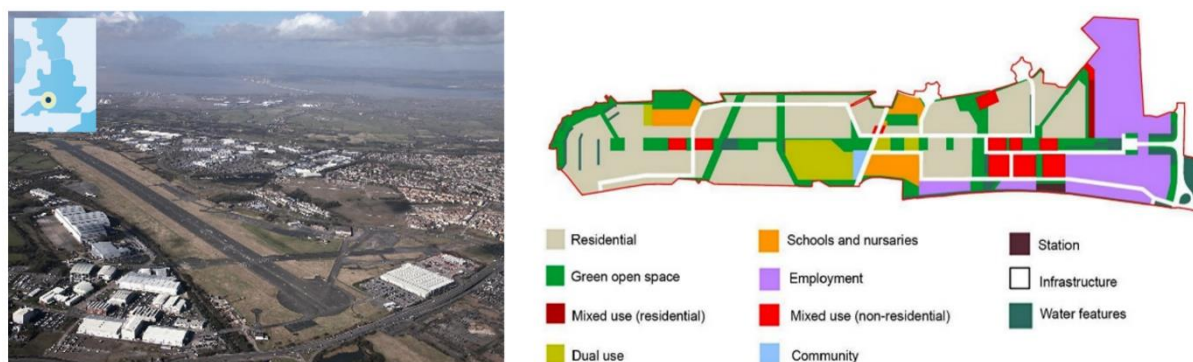 Residential
Schools and nursaries
Station
Green open space
Employment
Infrastructure
Mixed use (residential)
Mixed use (non-residential)
Water features
Dual use
Community